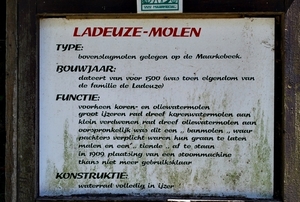 LADEUZE-MOLEN
TYPE:
bovenslagmolen gelegen op de Maarkebeek.
BOUWJAAR:
dateert van voor 1500 (was toen eigendom van
de familie de Ladeuze)
FUNCTIE:
voorheen koren- en oliewatermolen
groot ijzeren rad dreef korenwatermolen aan
klein verdwenen rad dreef oliewatermolen aan
oorspronkelijk was dit een „ banmolen „ waar
pachters verplicht waren hun graan te laten
malen en een „ tiende „ af te staan
in 1909 plaatsing van een stoommachine
thans niet meer gebruiksklaar
KONSTRUKTIE:
waterrad volledig in ijzer